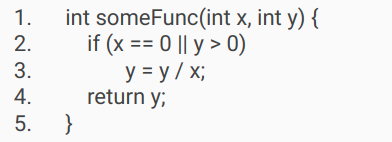 1. int someFunc(int x, int y) {
2. if (x == 0 || y > 0)
3. y = y / x;
4. return y;
5. }